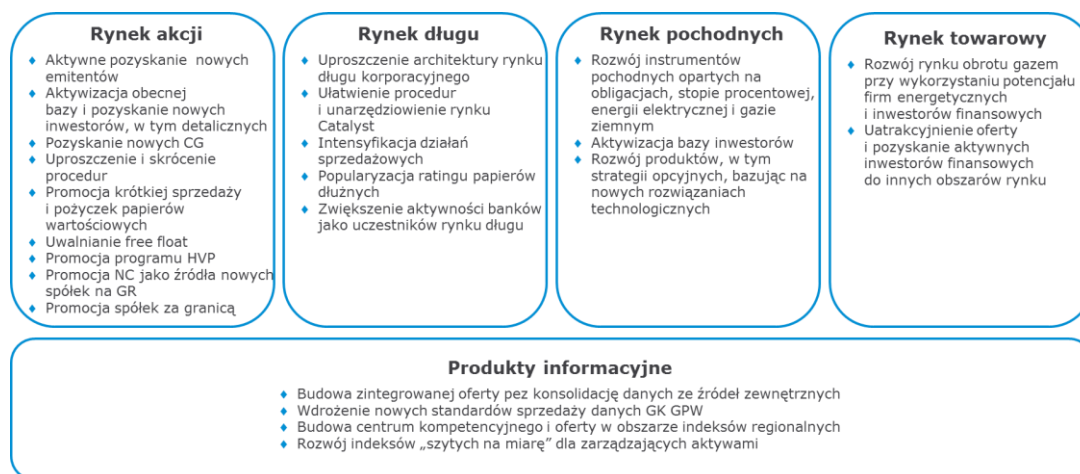 Rynek akcji
♦ Aktywne pozyskanie nowych
emitentów
♦ Aktywizacja obecnej
bazy i pozyskanie nowych
inwestorów, w tym detalicznych
♦ Pozyskanie nowych CG
♦ Uproszczenie i skrócenie
procedur
♦ Promocja krótkiej sprzedaży
i pożyczek papierów
wartościowych
♦ Uwalnianie free float
♦ Promocja programu HVP
♦ Promocja NC jako źródła nowych
spółek na GR
♦ Promocja spółek za granicą
Rynek długu
♦ Uproszczenie architektury rynku
długu korporacyjnego
♦ Ułatwienie procedur
i unarzędziowienie rynku
Catalyst
♦ Intensyfikacja działań
sprzedażowych
♦ Popularyzacja ratingu papierów
dłużnych
♦ Zwiększenie aktywności banków
jako uczestników rynku długu
Rynek pochodnych
♦ Rozwój instrumentów
pochodnych opartych na
obligacjach, stopie procentowej,
energii elektrycznej i gazie
ziemnym
♦ Aktywizacja bazy inwestorów
♦ Rozwój produktów, w tym
strategii opcyjnych, bazując na
nowych rozwiązaniach
technologicznych
Rynek towarowy
♦ Rozwój rynku obrotu gazem
przy wykorzystaniu potencjału
firm energetycznych
i inwestorów finansowych
♦ Uatrakcyjnienie oferty
i pozyskanie aktywnych
inwestorów finansowych
do innych obszarów rynku
Produkty informacyjne
♦ Budowa zintegrowanej oferty pez konsolidację danych ze źródeł zewnętrznych
♦ Wdrożenie nowych standardów sprzedaży danych GK GPW
♦ Budowa centrum kompetencyjnego i oferty w obszarze indeksów regionalnych
♦ Rozwój indeksów „szytych na miarę” dla zarządzających aktywami